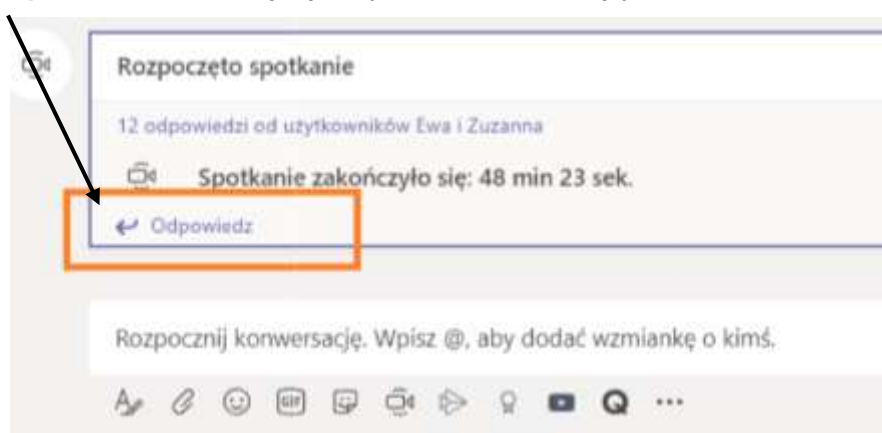 Rozpoczęto spotkanie
12 odpowiedzi od użytkowników Ewa i Zuzanna
Spotkanie zakończyło się: 48 min 23 sek.
Odpowiedz
Rozpocznij konwersację. Wpisz @, aby dodać wzmiankę o kimś.
GIF